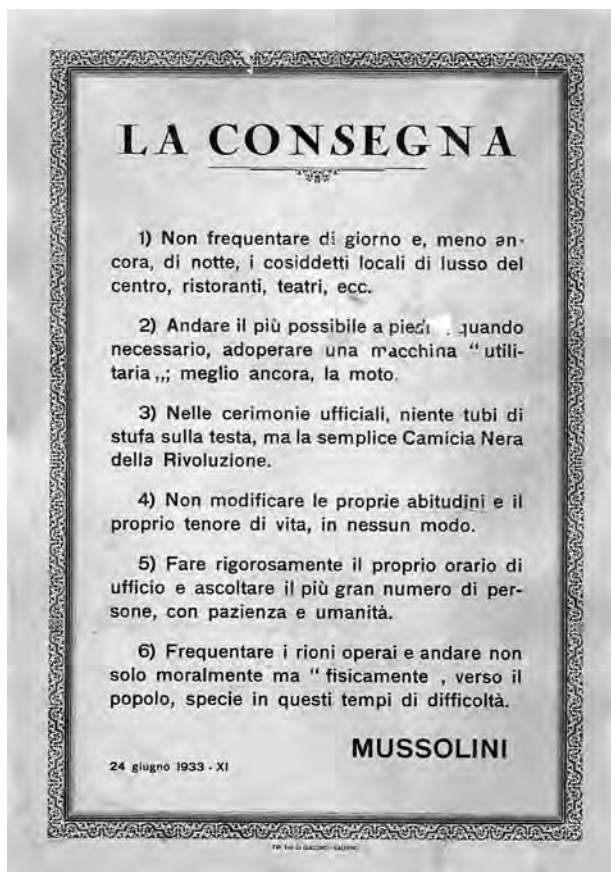 LA CONSEGNA
1) Non frequentare di giorno e, meno an-
cora, di notte, i cosiddetti locali di lusso del
centro, ristoranti, teatri, ecc.
2) Andare il più possibile a piedi . quando
necessario, adoperare una macchina “ utili-
taria „; meglio ancora, la moto.
3) Nelle cerimonie ufficiali, niente tubi di
stufa sulla testa, ma la semplice Camicia Nera
della Rivoluzione.
4) Non modificare le proprie abitudini e il
proprio tenore di vita, in nessun modo.
5) Fare rigorosamente il proprio orario di
ufficio e ascoltare il più gran numero di per-
sone, con pazienza e umanità.
6) Frequentare i rioni operai e andare non
solo moralmente ma “ fisicamente , verso il
popolo, specie in questi tempi di difficoltà.
MUSSOLINI
24 giugno 1933 - XI